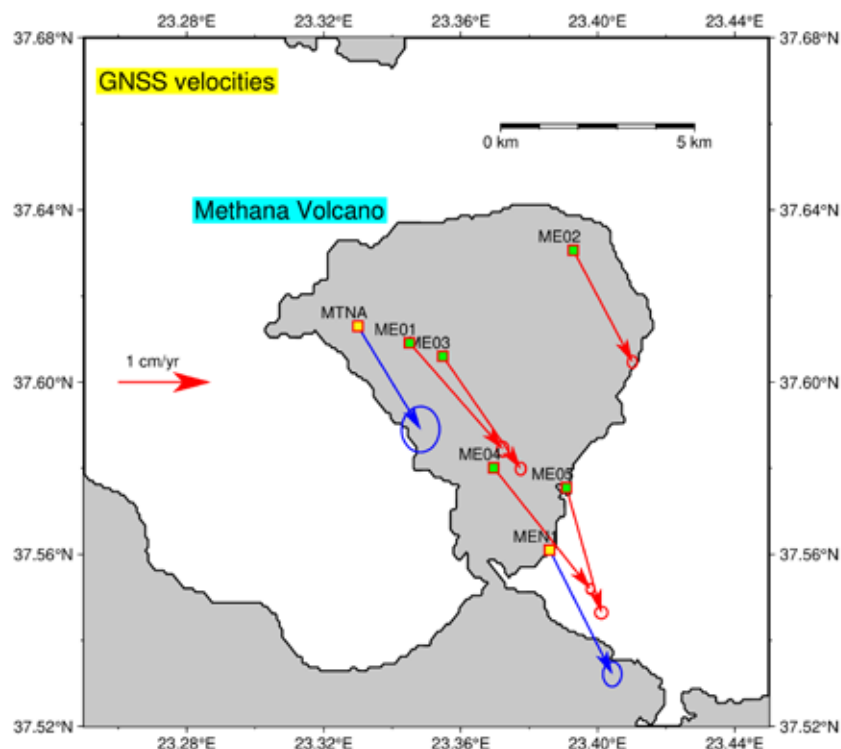 23.28°E 23.32°E 23.36°E 23.40°E 23.44°E
37.68°N 37.68°N
GNSS velocities
0 km 5 km
37.64°N 37.64°N
Methana Volcano
ME02
MTNA
ME01
ME03
1 cm/yr
37.60°N 37.60°N
ME04
ME05
MEN1
37.56°N 37.56°N
37.52°N 37.52°N
23.28°E 23.32°E 23.36°E 23.40°E 23.44°E